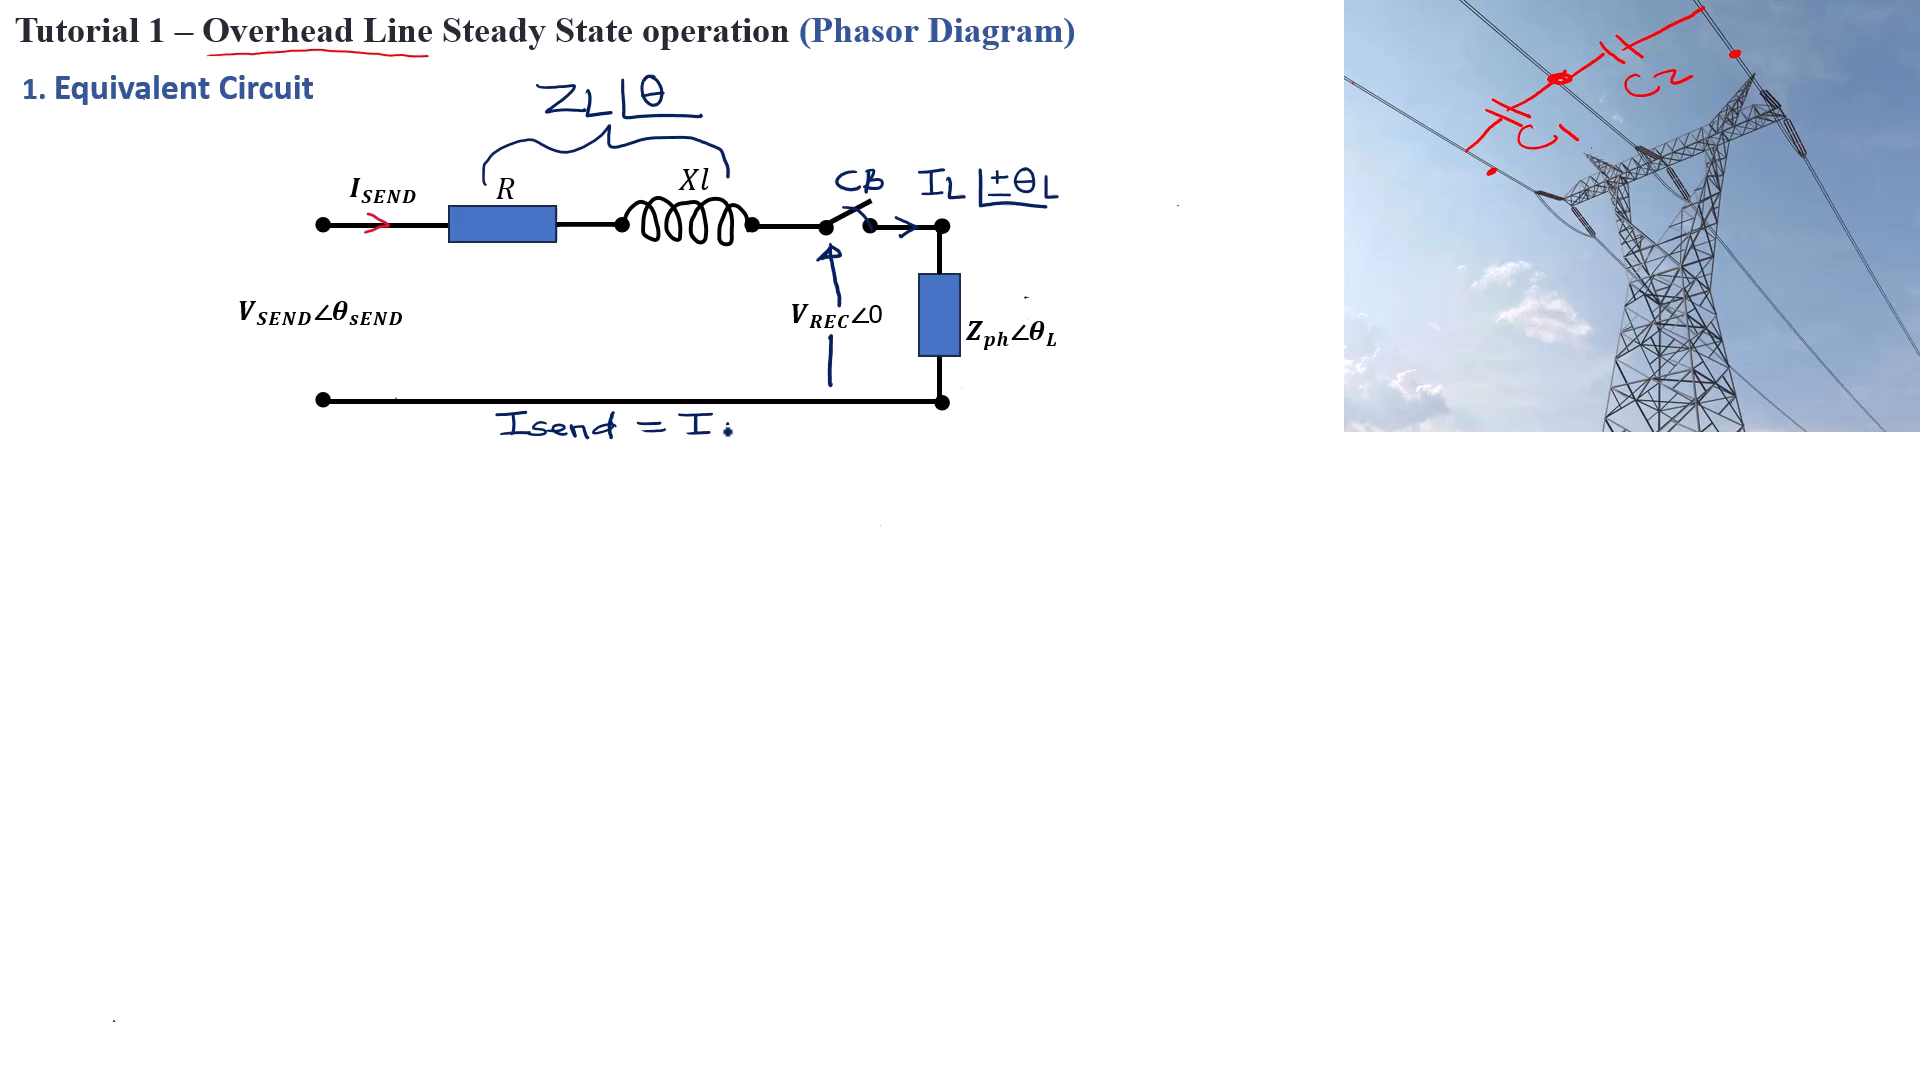 Tutorial 1 – Overhead Line Steady State operation (Phasor Diagram)
1. Equivalent Circuit
ZL∠θ
I_SEND
R
Xl
CB
IL∠±θL
V_SEND∠θ_sEND
V_REC∠0
Z_ph∠θ_L
Isend = I
C1
C2